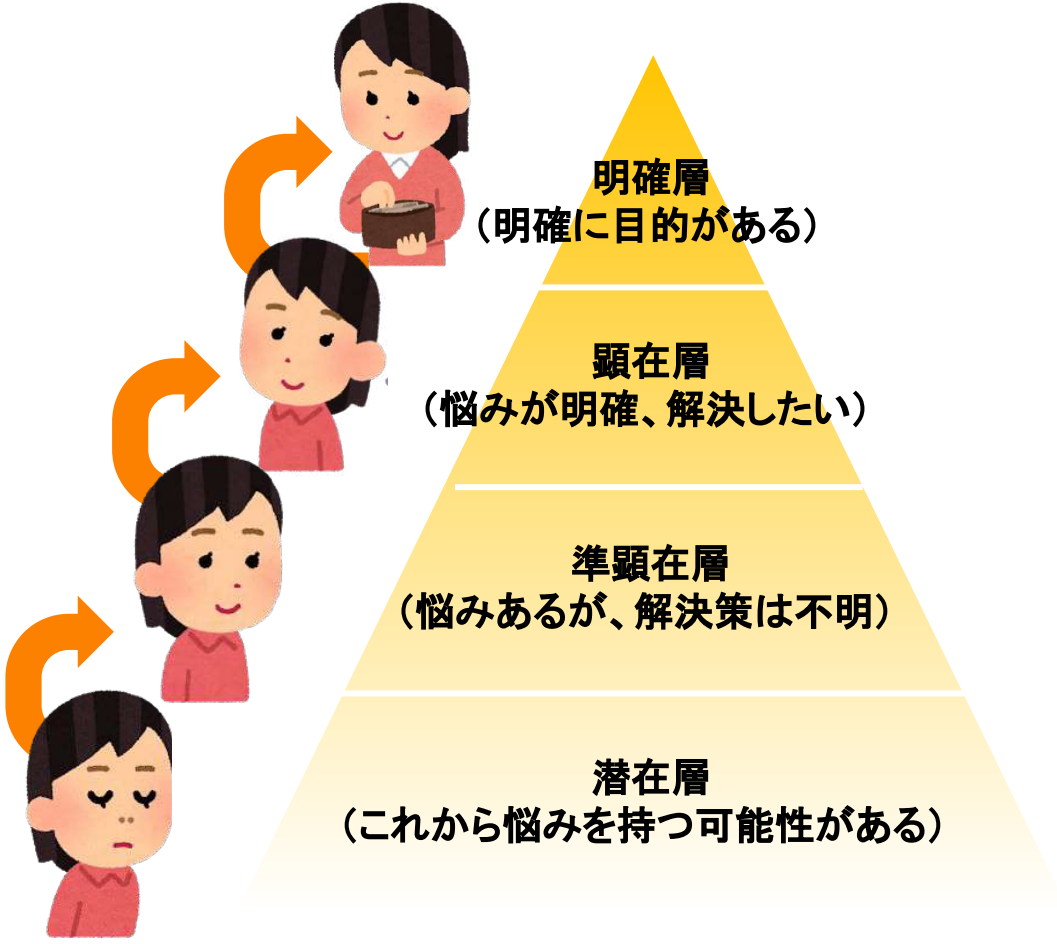 明確層
（明確に目的がある）
顕在層
（悩みが明確、解決したい）
準顕在層
（悩みあるが、解決策は不明）
潜在層
（これから悩みを持つ可能性がある）